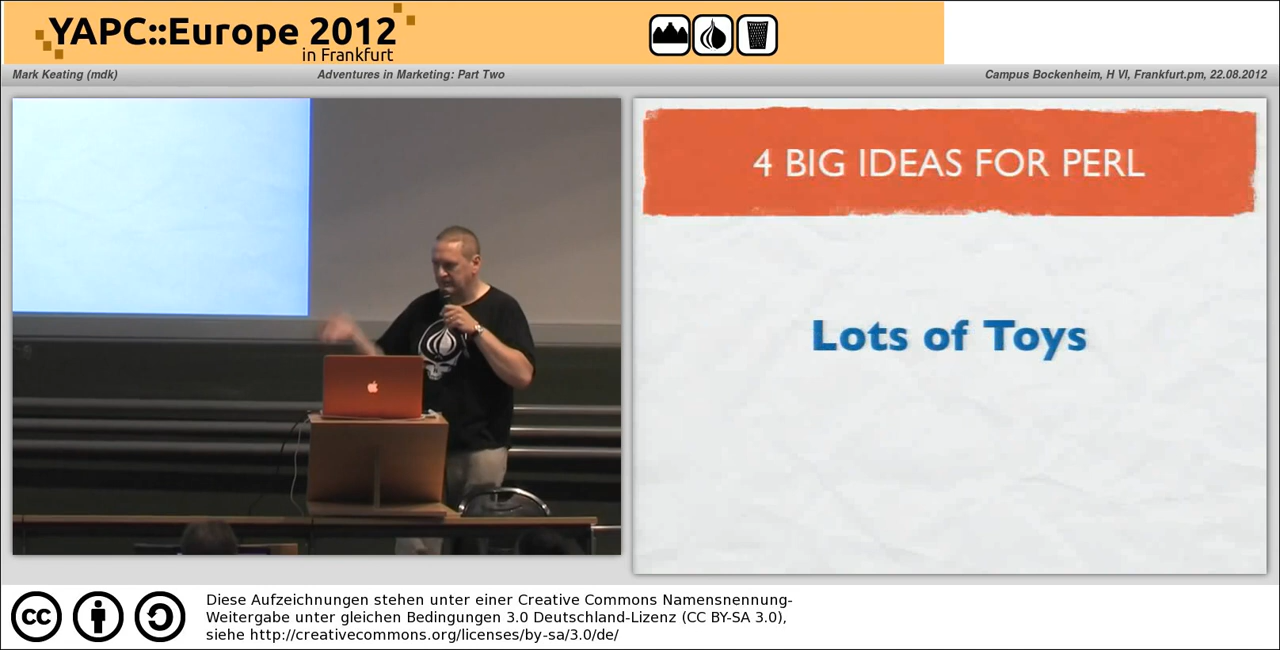 YAPC::Europe 2012
in Frankfurt
Mark Keating (mdk)
Adventures in Marketing: Part Two
Campus Bockenheim, H VI, Frankfurt.pm, 22.08.2012
4 BIG IDEAS FOR PERL
Lots of Toys
cc
Diese Aufzeichnungen stehen unter einer Creative Commons Namensnennung-
Weitergabe unter gleichen Bedingungen 3.0 Deutschland-Lizenz (CC BY-SA 3.0),
siehe http://creativecommons.org/licenses/by-sa/3.0/de/